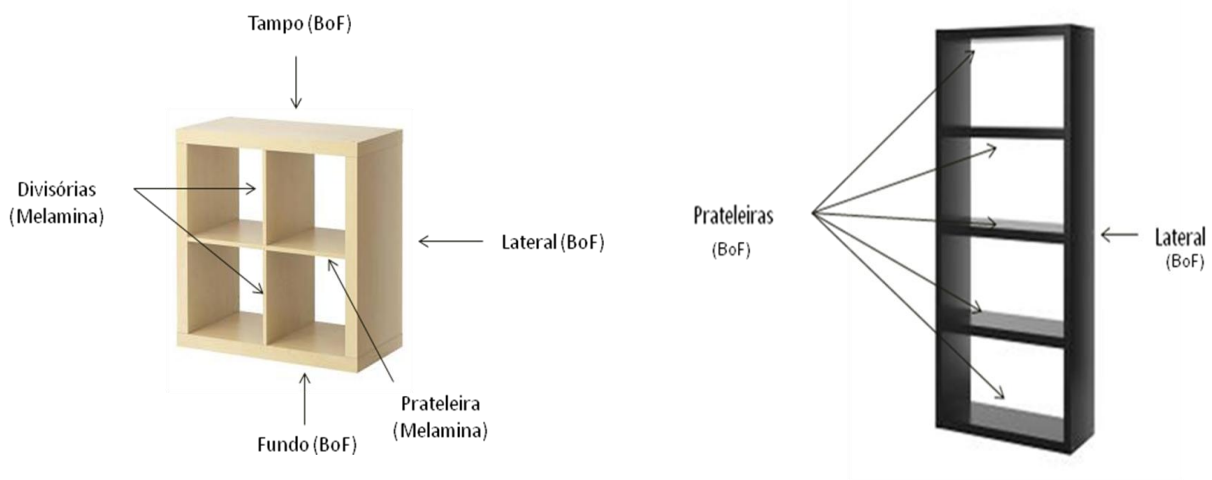 Tampo (BoF)
Divisórias
(Melamina)
Lateral (BoF)
Prateleira
(Melamina)
Fundo (BoF)
Prateleiras
(BoF)
Lateral
(BoF)